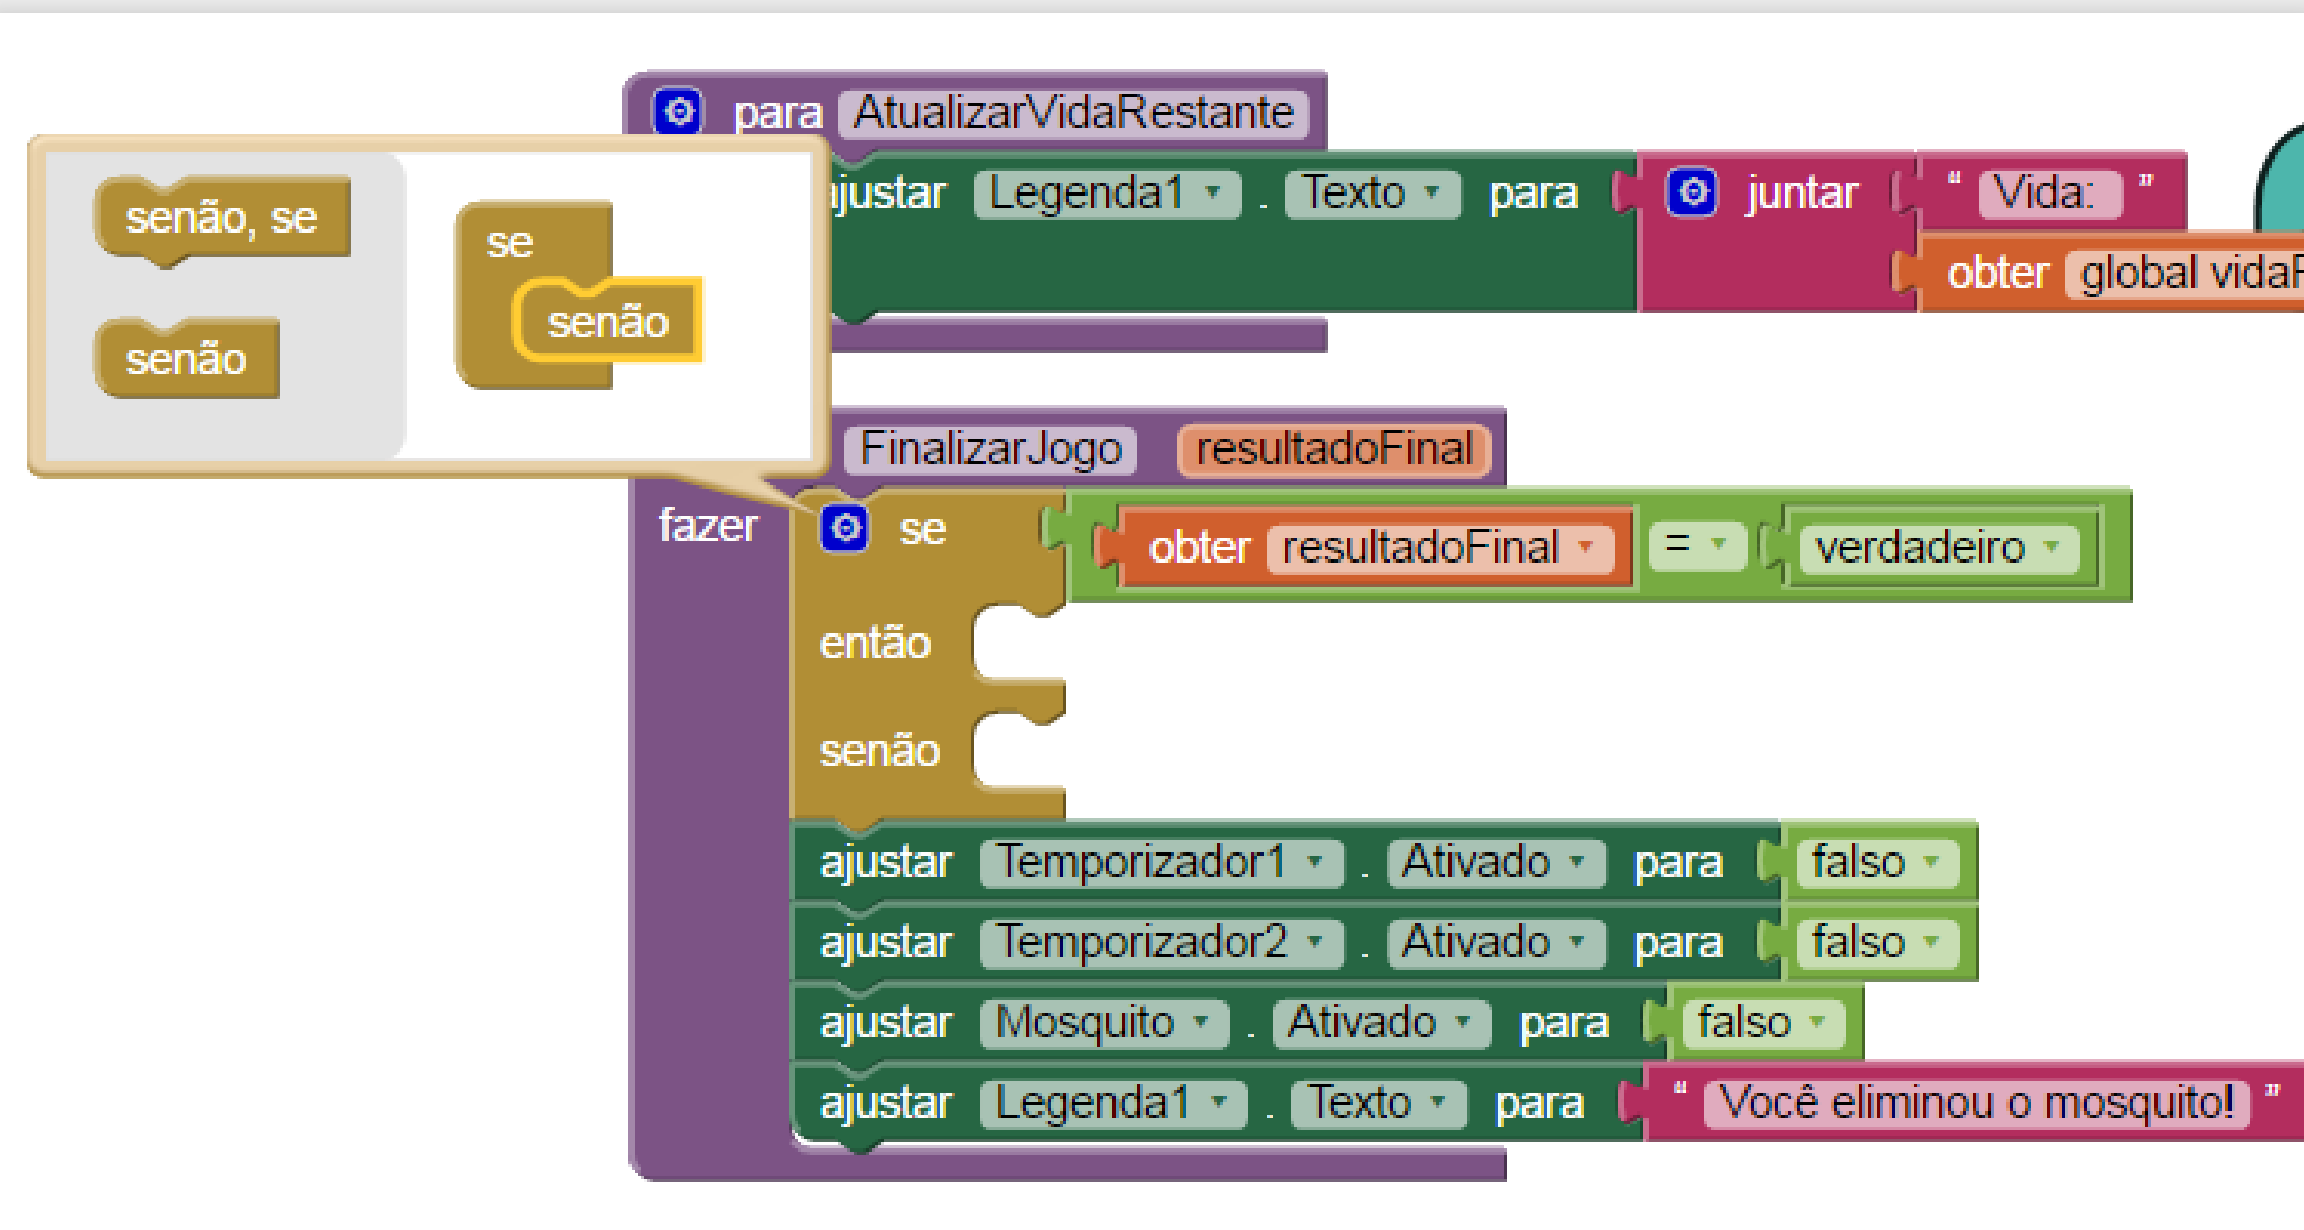 para AtualizarVidaRestante
ajustar Legenda1 . Texto para juntar “ Vida: ”
obter
global
senão, se
senão
se
senão
FinalizarJogo resultadoFinal
fazer se obter resultadoFinal = verdadeiro
então
senão
ajustar Temporizador1 . Ativado para falso
ajustar Temporizador2 . Ativado para falso
ajustar Mosquito . Ativado para falso
ajustar Legenda1 . Texto para “ Você eliminou o mosquito! ”